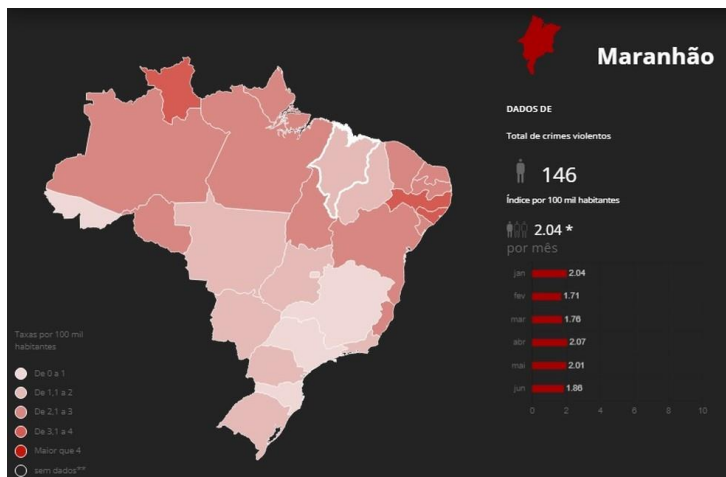 Maranhão
DADOS DE
Total de crimes violentos
146
Índice por 100 mil habitantes
2.04 *
por mês
jan 2.04
fev 1.71
mar 1.76
abr 2.07
mai 2.01
jun 1.86
0 2 4 6 8 10
Taxas por 100 mil
habitantes
De 0 a 1
De 1,1 a 2
De 2,1 a 3
De 3,1 a 4
Maior que 4
sem dados**